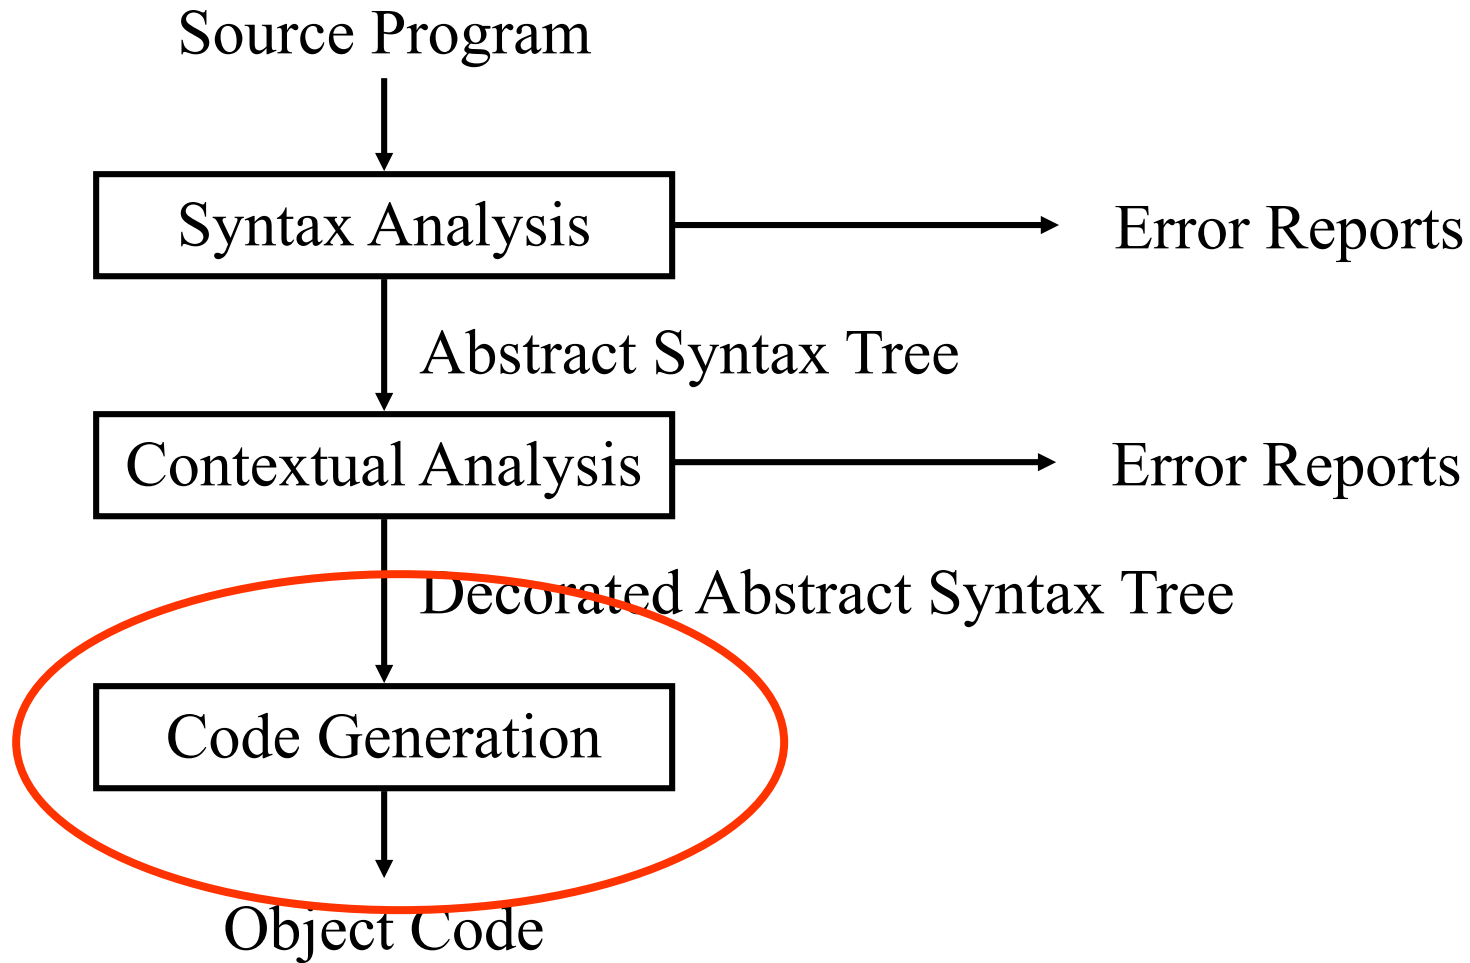 Source Program
Syntax Analysis
Error Reports
Abstract Syntax Tree
Contextual Analysis
Error Reports
Decorated Abstract Syntax Tree
Code Generation
Object Code